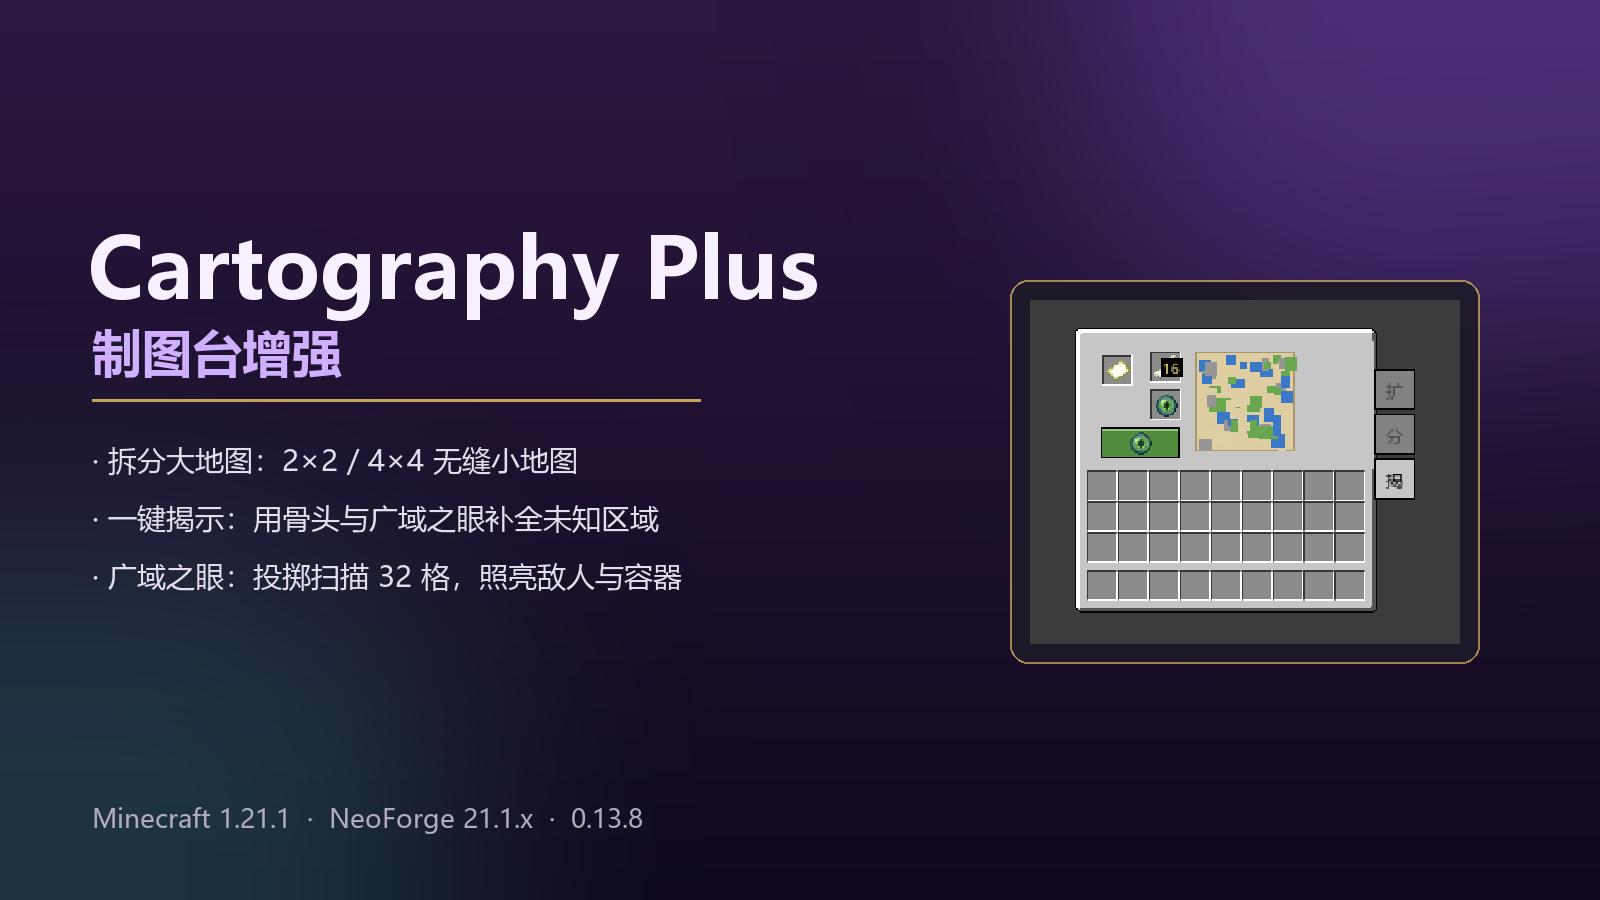 Cartography Plus
制图台增强
· 拆分大地图：2×2 / 4×4 无缝小地图
· 一键揭示：用骨头与广域之眼补全未知区域
· 广域之眼：投掷扫描 32 格，照亮敌人与容器
16
扩
分
揭
Minecraft 1.21.1 · NeoForge 21.1.x · 0.13.8